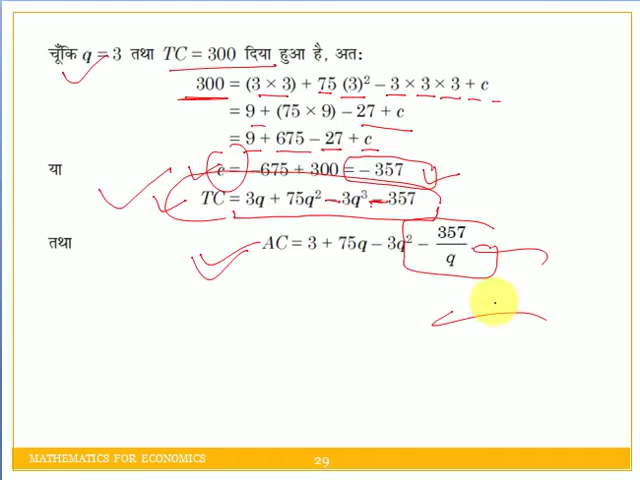 चूँकि q = 3 तथा TC = 300 दिया हुआ है, अतः
300 = (3 × 3) + 75 (3)² – 3 × 3 × 3 + c
= 9 + (75 × 9) – 27 + c
= 9 + 675 – 27 + c
या c = –675 + 300 = – 357
TC = 3q + 75q² – 3q³ – 357
तथा AC = 3 + 75q – 3q² – 357/q
MATHEMATICS FOR ECONOMICS 29